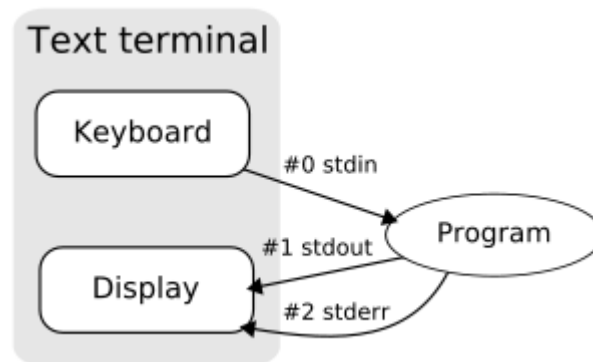 Text terminal
Keyboard
#0 stdin
Program
#1 stdout
Display
#2 stderr